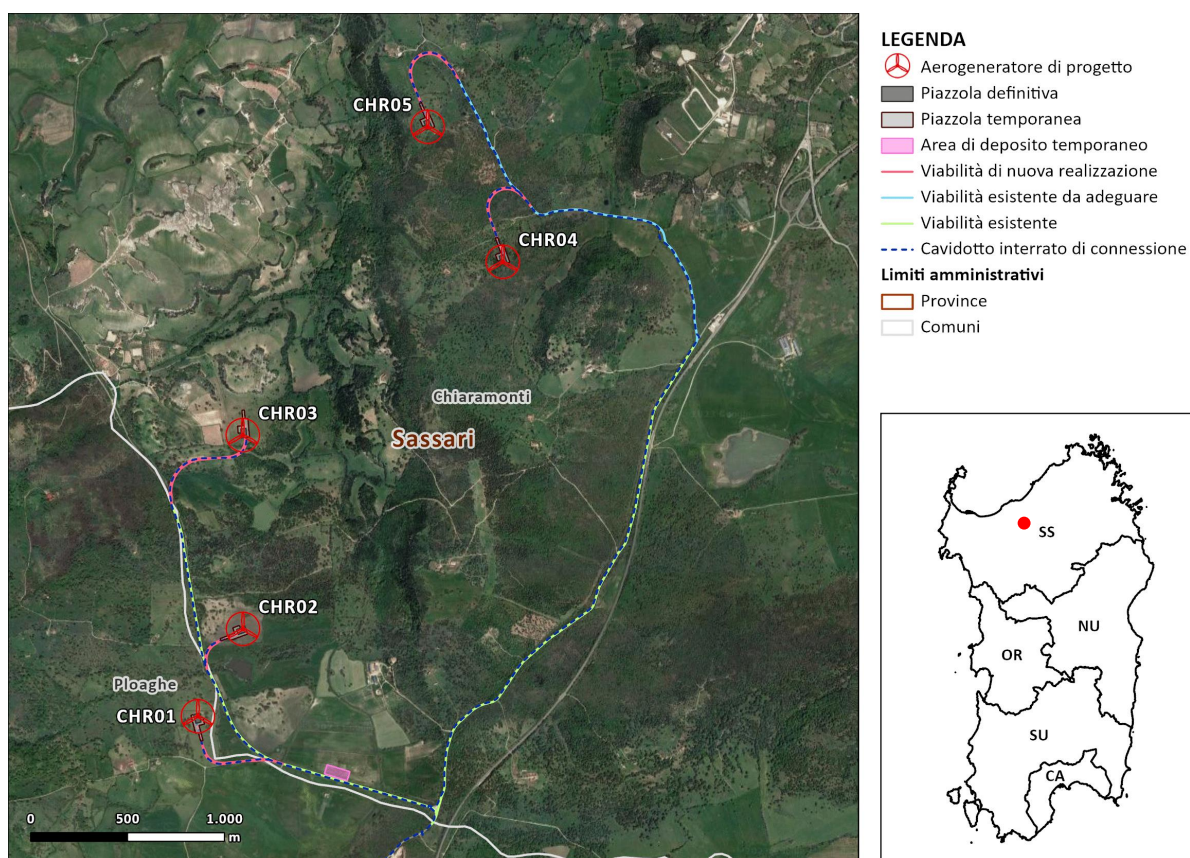 CHR05
CHR04
CHR03
Chiaramonti
Sassari
CHR02
Ploaghe
CHR01
0 500 1.000
m
LEGENDA
Aerogeneratore di progetto
Piazzola definitiva
Piazzola temporanea
Area di deposito temporaneo
Viabilità di nuova realizzazione
Viabilità esistente da adeguare
Viabilità esistente
Cavidotto interrato di connessione
Limiti amministrativi
Province
Comuni
SS
NU
OR
SU
CA